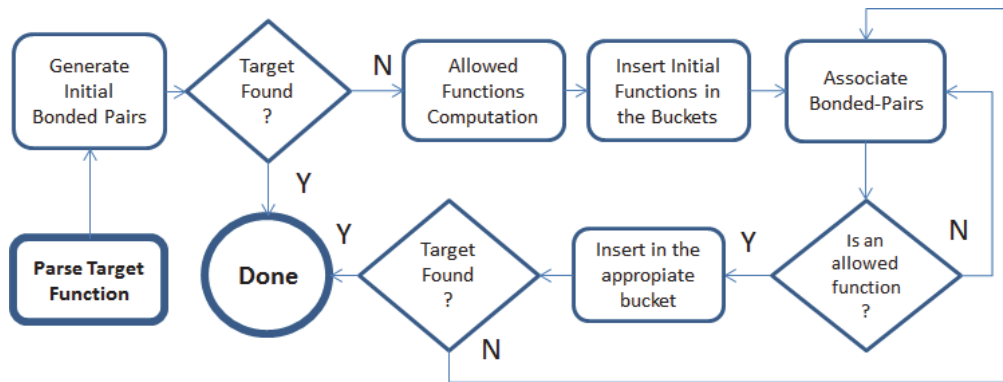 Generate
Initial
Bonded Pairs
Target
Found
?
N
Y
Allowed
Functions
Computation
Insert Initial
Functions in
the Buckets
Associate
Bonded-Pairs
Is an
allowed
function
?
N
Y
Insert in the
appropiate
bucket
Target
Found
?
Y
N
Done
Parse Target
Function